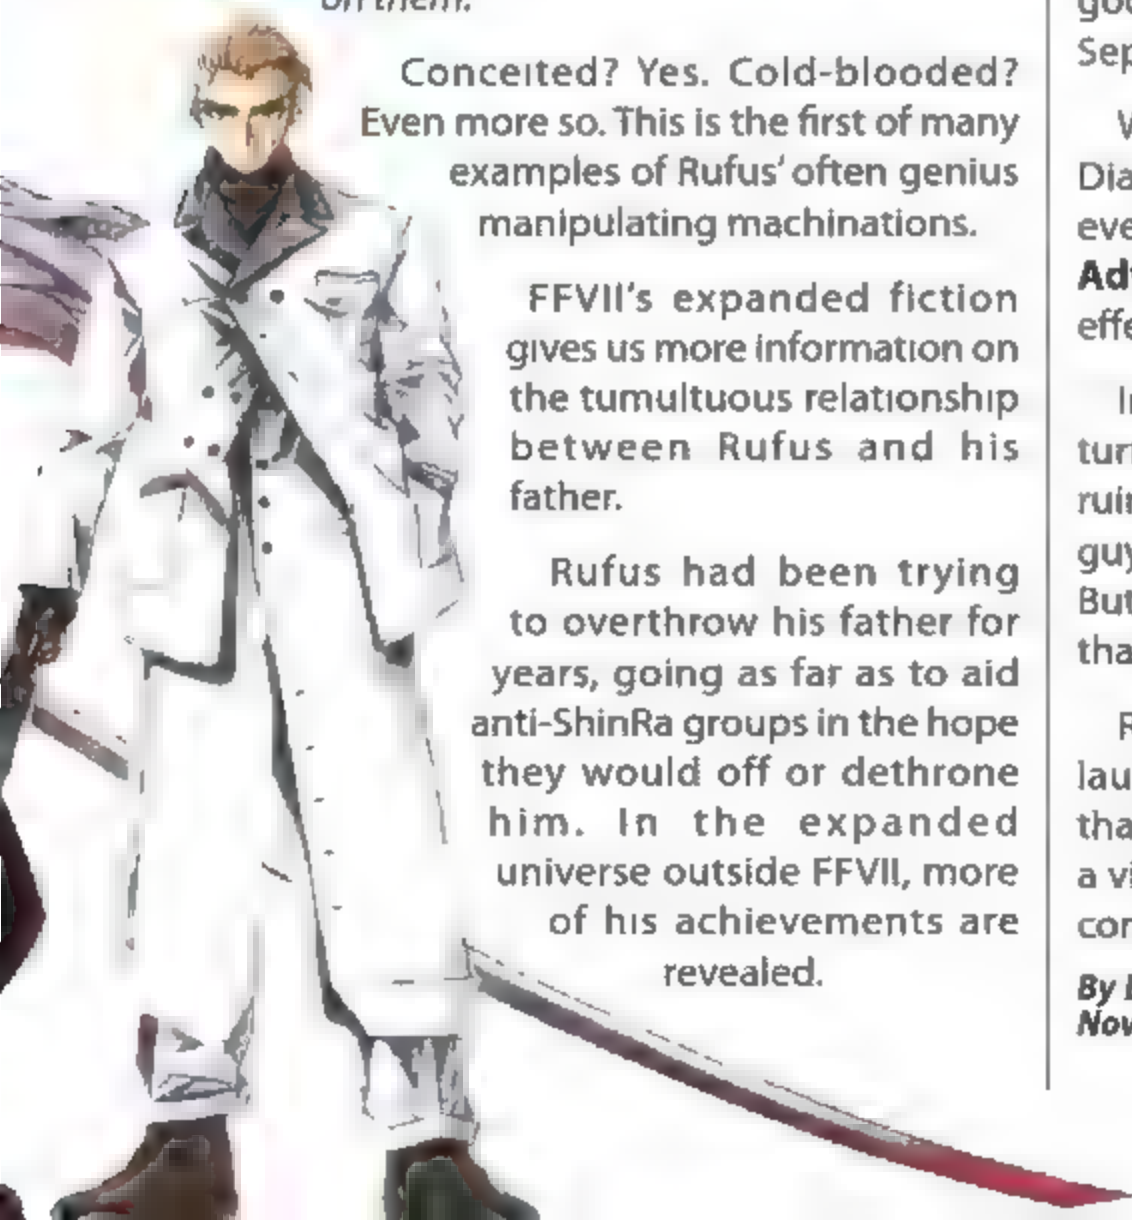 on them.
Conceited? Yes. Cold-blooded?
Even more so. This is the first of many
examples of Rufus' often genius
manipulating machinations.
FFVII's expanded fiction
gives us more information on
the tumultuous relationship
between Rufus and his
father.
Rufus had been trying
to overthrow his father for
years, going as far as to aid
anti-ShinRa groups in the hope
they would off or dethrone
him. In the expanded
universe outside FFVII, more
of his achievements are
revealed.
By